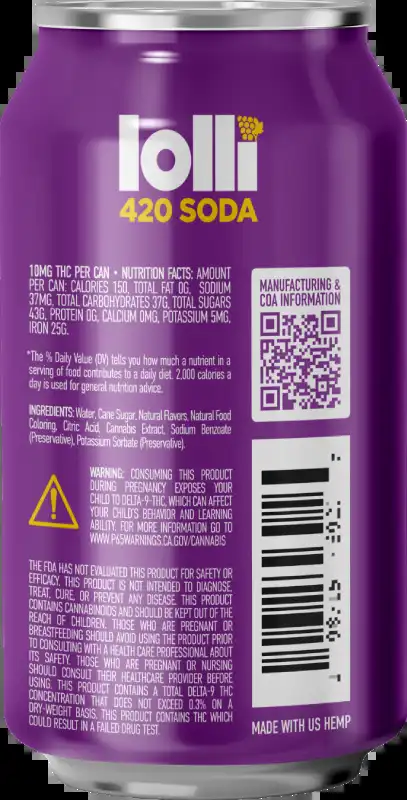 lolli
420 SODA
10MG THC PER CAN • NUTRITION FACTS: AMOUNT
PER CAN: CALORIES 150, TOTAL FAT 0G, SODIUM
37MG, TOTAL CARBOHYDRATES 37G, TOTAL SUGARS
43G, PROTEIN 0G, CALCIUM 0MG, POTASSIUM 5MG,
IRON 25G.
*The % Daily Value (DV) tells you how much a nutrient in a
serving of food contributes to a daily diet. 2,000 calories a
day is used for general nutrition advice.
INGREDIENTS: Water, Cane Sugar, Natural Flavors, Natural Food
Coloring, Citric Acid, Cannabis Extract, Sodium Benzoate
(Preservative), Potassium Sorbate (Preservative).
WARNING: CONSUMING THIS PRODUCT
DURING PREGNANCY EXPOSES YOUR
CHILD TO DELTA-9-THC, WHICH CAN AFFECT
YOUR CHILD'S BEHAVIOR AND LEARNING
ABILITY. FOR MORE INFORMATION GO TO
WWW.P65WARNINGS.CA.GOV/CANNABIS
THE FDA HAS NOT EVALUATED THIS PRODUCT FOR SAFETY OR
EFFICACY. THIS PRODUCT IS NOT INTENDED TO DIAGNOSE,
TREAT, CURE, OR PREVENT ANY DISEASE. THIS PRODUCT
CONTAINS CANNABINOIDS AND SHOULD BE KEPT OUT OF THE
REACH OF CHILDREN. THOSE WHO ARE PREGNANT OR
BREASTFEEDING SHOULD AVOID USING THE PRODUCT PRIOR
TO CONSULTING WITH A HEALTH CARE PROFESSIONAL ABOUT
ITS SAFETY. THOSE WHO ARE PREGNANT OR NURSING
SHOULD CONSULT THEIR HEALTHCARE PROVIDER BEFORE
USING. THIS PRODUCT CONTAINS A TOTAL DELTA-9 THC
CONCENTRATION THAT DOES NOT EXCEED 0.3% ON A
DRY-WEIGHT BASIS. THIS PRODUCT CONTAINS THC WHICH
COULD RESULT IN A FAILED DRUG TEST.
MANUFACTURING &
COA INFORMATION
MADE WITH US HEMP